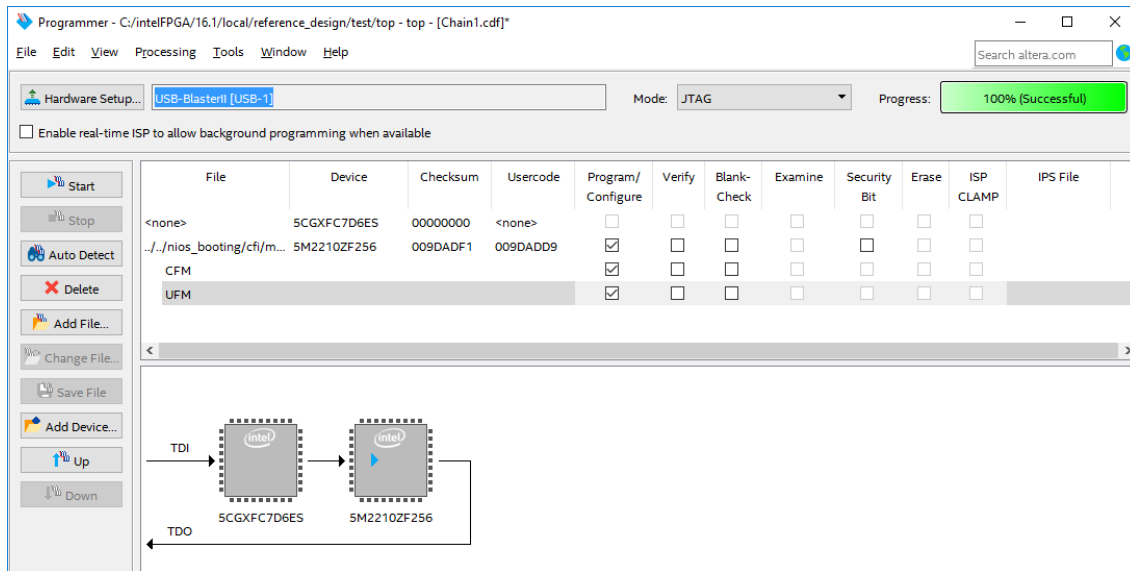 Programmer - C:/intelFPGA/16.1/local/reference_design/test/top - top - [Chain1.cdf]*
File Edit View Processing Tools Window Help
Search altera.com
Hardware Setup... USB-BlasterII [USB-1] Mode: JTAG Progress: 100% (Successful)
Enable real-time ISP to allow background programming when available
Start
Stop
Auto Detect
Delete
Add File...
Change File...
Save File
Add Device...
Up
Down
File Device Checksum Usercode Program/ Configure Verify Blank- Check Examine Security Bit Erase ISP CLAMP IPS File
<none> 5CGXFC7D6ES 00000000 <none>
../../nios_booting/cfi/m... 5M2210ZF256 009DADF1 009DADD9
CFM
UFM
TDI
intel
intel
5CGXFC7D6ES 5M2210ZF256
TDO